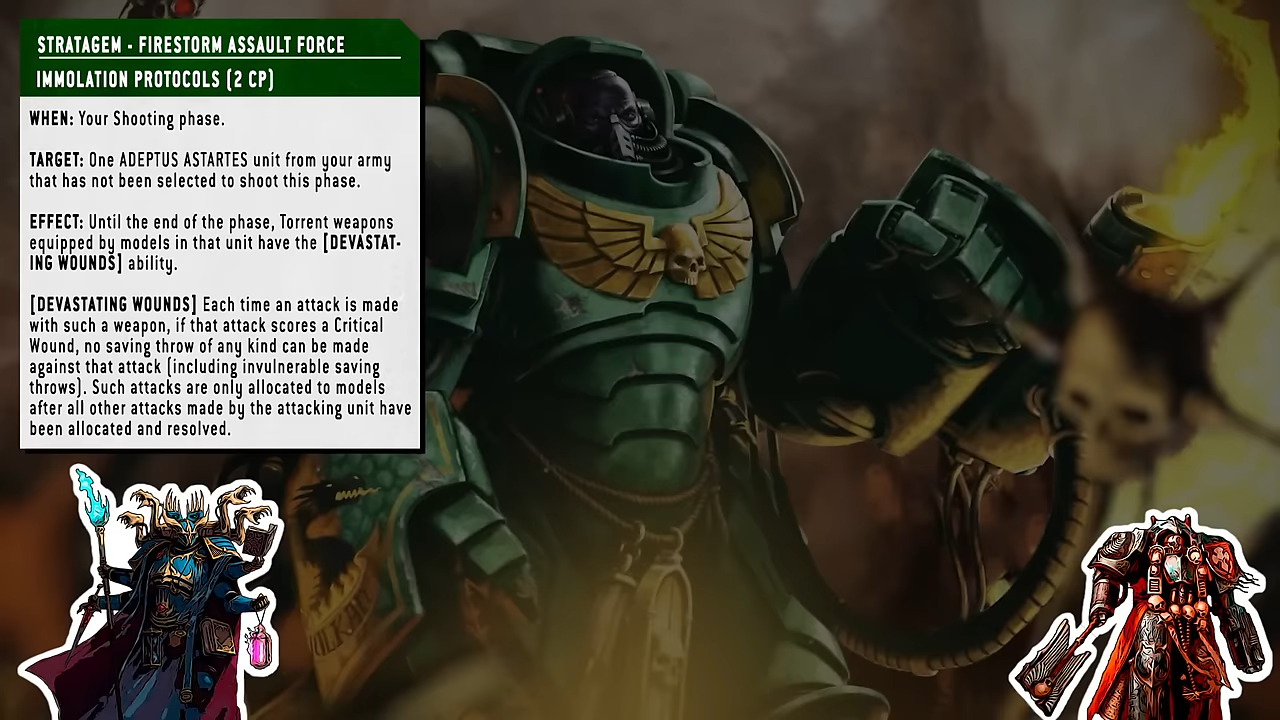 STRATAGEM - FIRESTORM ASSAULT FORCE
IMMOLATION PROTOCOLS (2 CP)
WHEN: Your Shooting phase.
TARGET: One ADEPTUS ASTARTES unit from your army
that has not been selected to shoot this phase.
EFFECT: Until the end of the phase, Torrent weapons
equipped by models in that unit have the [DEVASTAT-
ING WOUNDS] ability.
[DEVASTATING WOUNDS] Each time an attack is made
with such a weapon, if that attack scores a Critical
Wound, no saving throw of any kind can be made
against that attack (including invulnerable saving
throws). Such attacks are only allocated to models
after all other attacks made by the attacking unit have
been allocated and resolved.